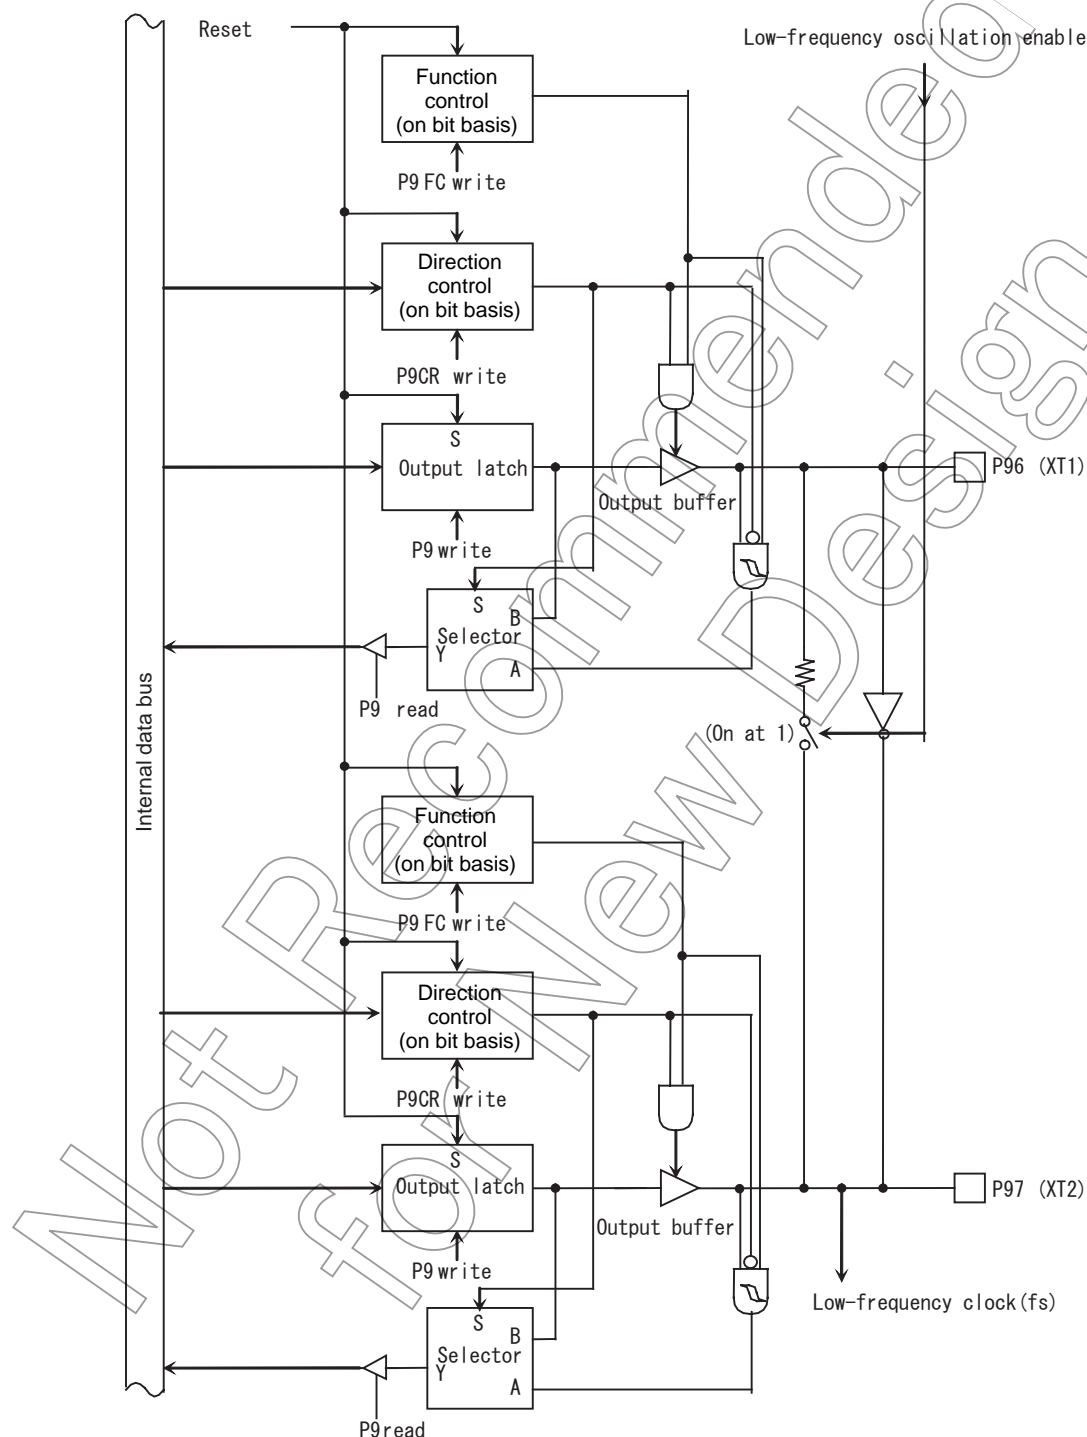 Reset
Low-frequency oscillation enable
Function
control
(on bit basis)
P9 FC write
Direction
control
(on bit basis)
P9CR write
S
Output latch
P96 (XT1)
Output buffer
P9 write
S
B
Selector
Y
A
P9 read
(On at 1)
Internal data bus
Function
control
(on bit basis)
P9 FC write
Direction
control
(on bit basis)
P9CR write
S
Output latch
P97 (XT2)
Output buffer
P9 write
Low-frequency clock(fs)
S
B
Selector
Y
A
P9 read
Not Recommended
for New Design